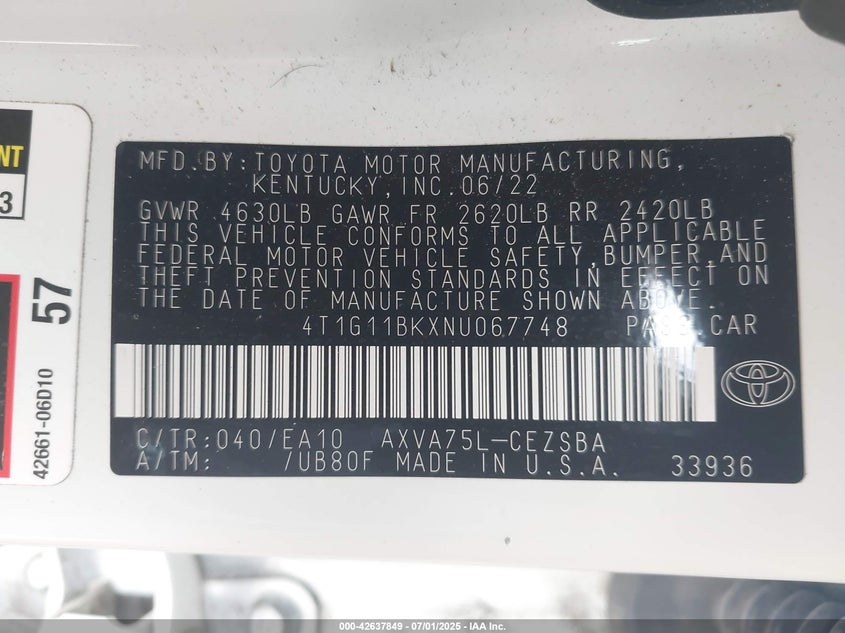 NT
3
57
42661-06D10
MFD.BY:TOYOTA MOTOR MANUFACTURING,
KENTUCKY,INC.06/22
GVWR 4630LB GAWR FR 2620LB RR 2420LB
THIS VEHICLE CONFORMS TO ALL APPLICABLE
FEDERAL MOTOR VEHICLE SAFETY,BUMPER,AND
THEFT PREVENTION STANDARDS IN EFFECT ON
THE DATE OF MANUFACTURE SHOWN ABOVE.
4T1G11BKXNU067748 PASS.CAR
C/TR:040/EA10 AXVA75L-CEZSBA
A/TM: /UB80F MADE IN U.S.A. 33936
000-42637849 - 07/01/2025 - IAA Inc.